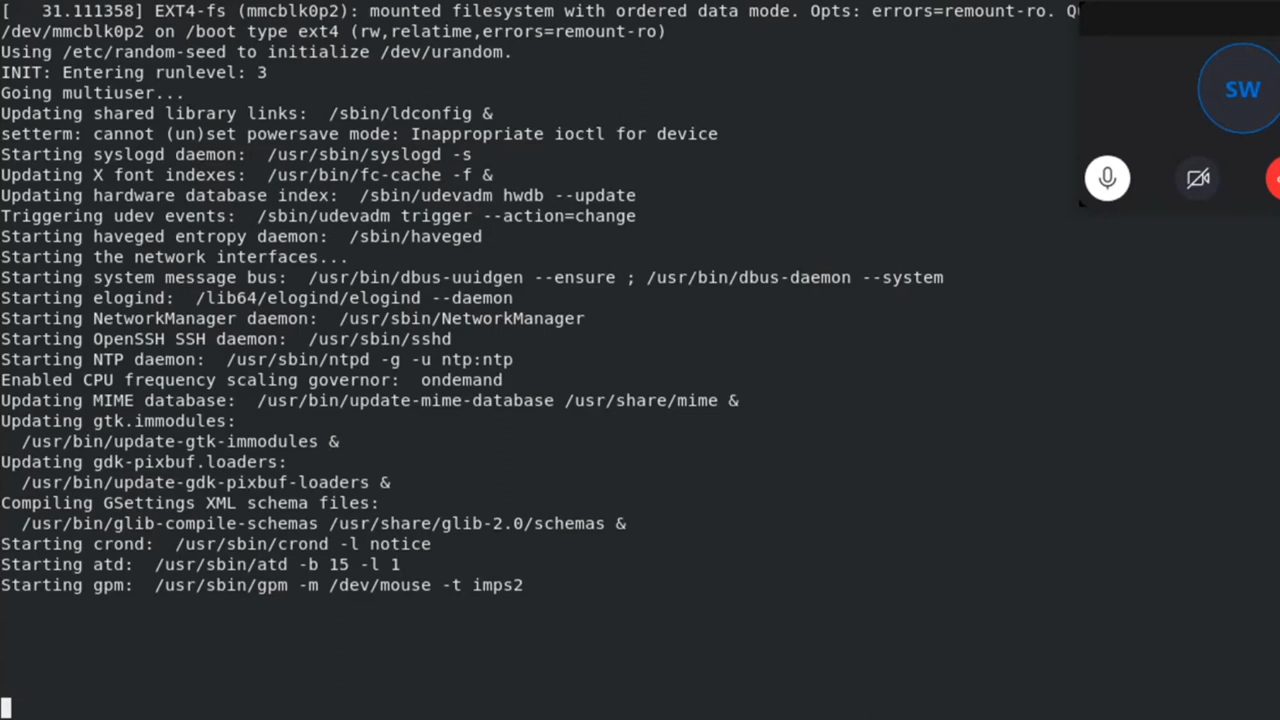 [   31.111358] EXT4-fs (mmcblk0p2): mounted filesystem with ordered data mode. Opts: errors=remount-ro.
/dev/mmcblk0p2 on /boot type ext4 (rw,relatime,errors=remount-ro)
Using /etc/random-seed to initialize /dev/urandom.
INIT: Entering runlevel: 3
Going multiuser...
Updating shared library links:  /sbin/ldconfig &
setterm: cannot (un)set powersave mode: Inappropriate ioctl for device
Starting syslogd daemon:  /usr/sbin/syslogd -s
Updating X font indexes:  /usr/bin/fc-cache -f &
Updating hardware database index:  /sbin/udevadm hwdb --update
Triggering udev events:  /sbin/udevadm trigger --action=change
Starting haveged entropy daemon:  /sbin/haveged
Starting the network interfaces...
Starting system message bus:  /usr/bin/dbus-uuidgen --ensure ; /usr/bin/dbus-daemon --system
Starting elogind:  /lib64/elogind/elogind --daemon
Starting NetworkManager daemon:  /usr/sbin/NetworkManager
Starting OpenSSH SSH daemon:  /usr/sbin/sshd
Starting NTP daemon:  /usr/sbin/ntpd -g -u ntp:ntp
Enabled CPU frequency scaling governor:  ondemand
Updating MIME database:  /usr/bin/update-mime-database /usr/share/mime &
Updating gtk.immodules:
  /usr/bin/update-gtk-immodules &
Updating gdk-pixbuf.loaders:
  /usr/bin/update-gdk-pixbuf-loaders &
Compiling GSettings XML schema files:
  /usr/bin/glib-compile-schemas /usr/share/glib-2.0/schemas &
Starting crond:  /usr/sbin/crond -l notice
Starting atd:  /usr/sbin/atd -b 15 -l 1
Starting gpm:  /usr/sbin/gpm -m /dev/mouse -t imps2
SW